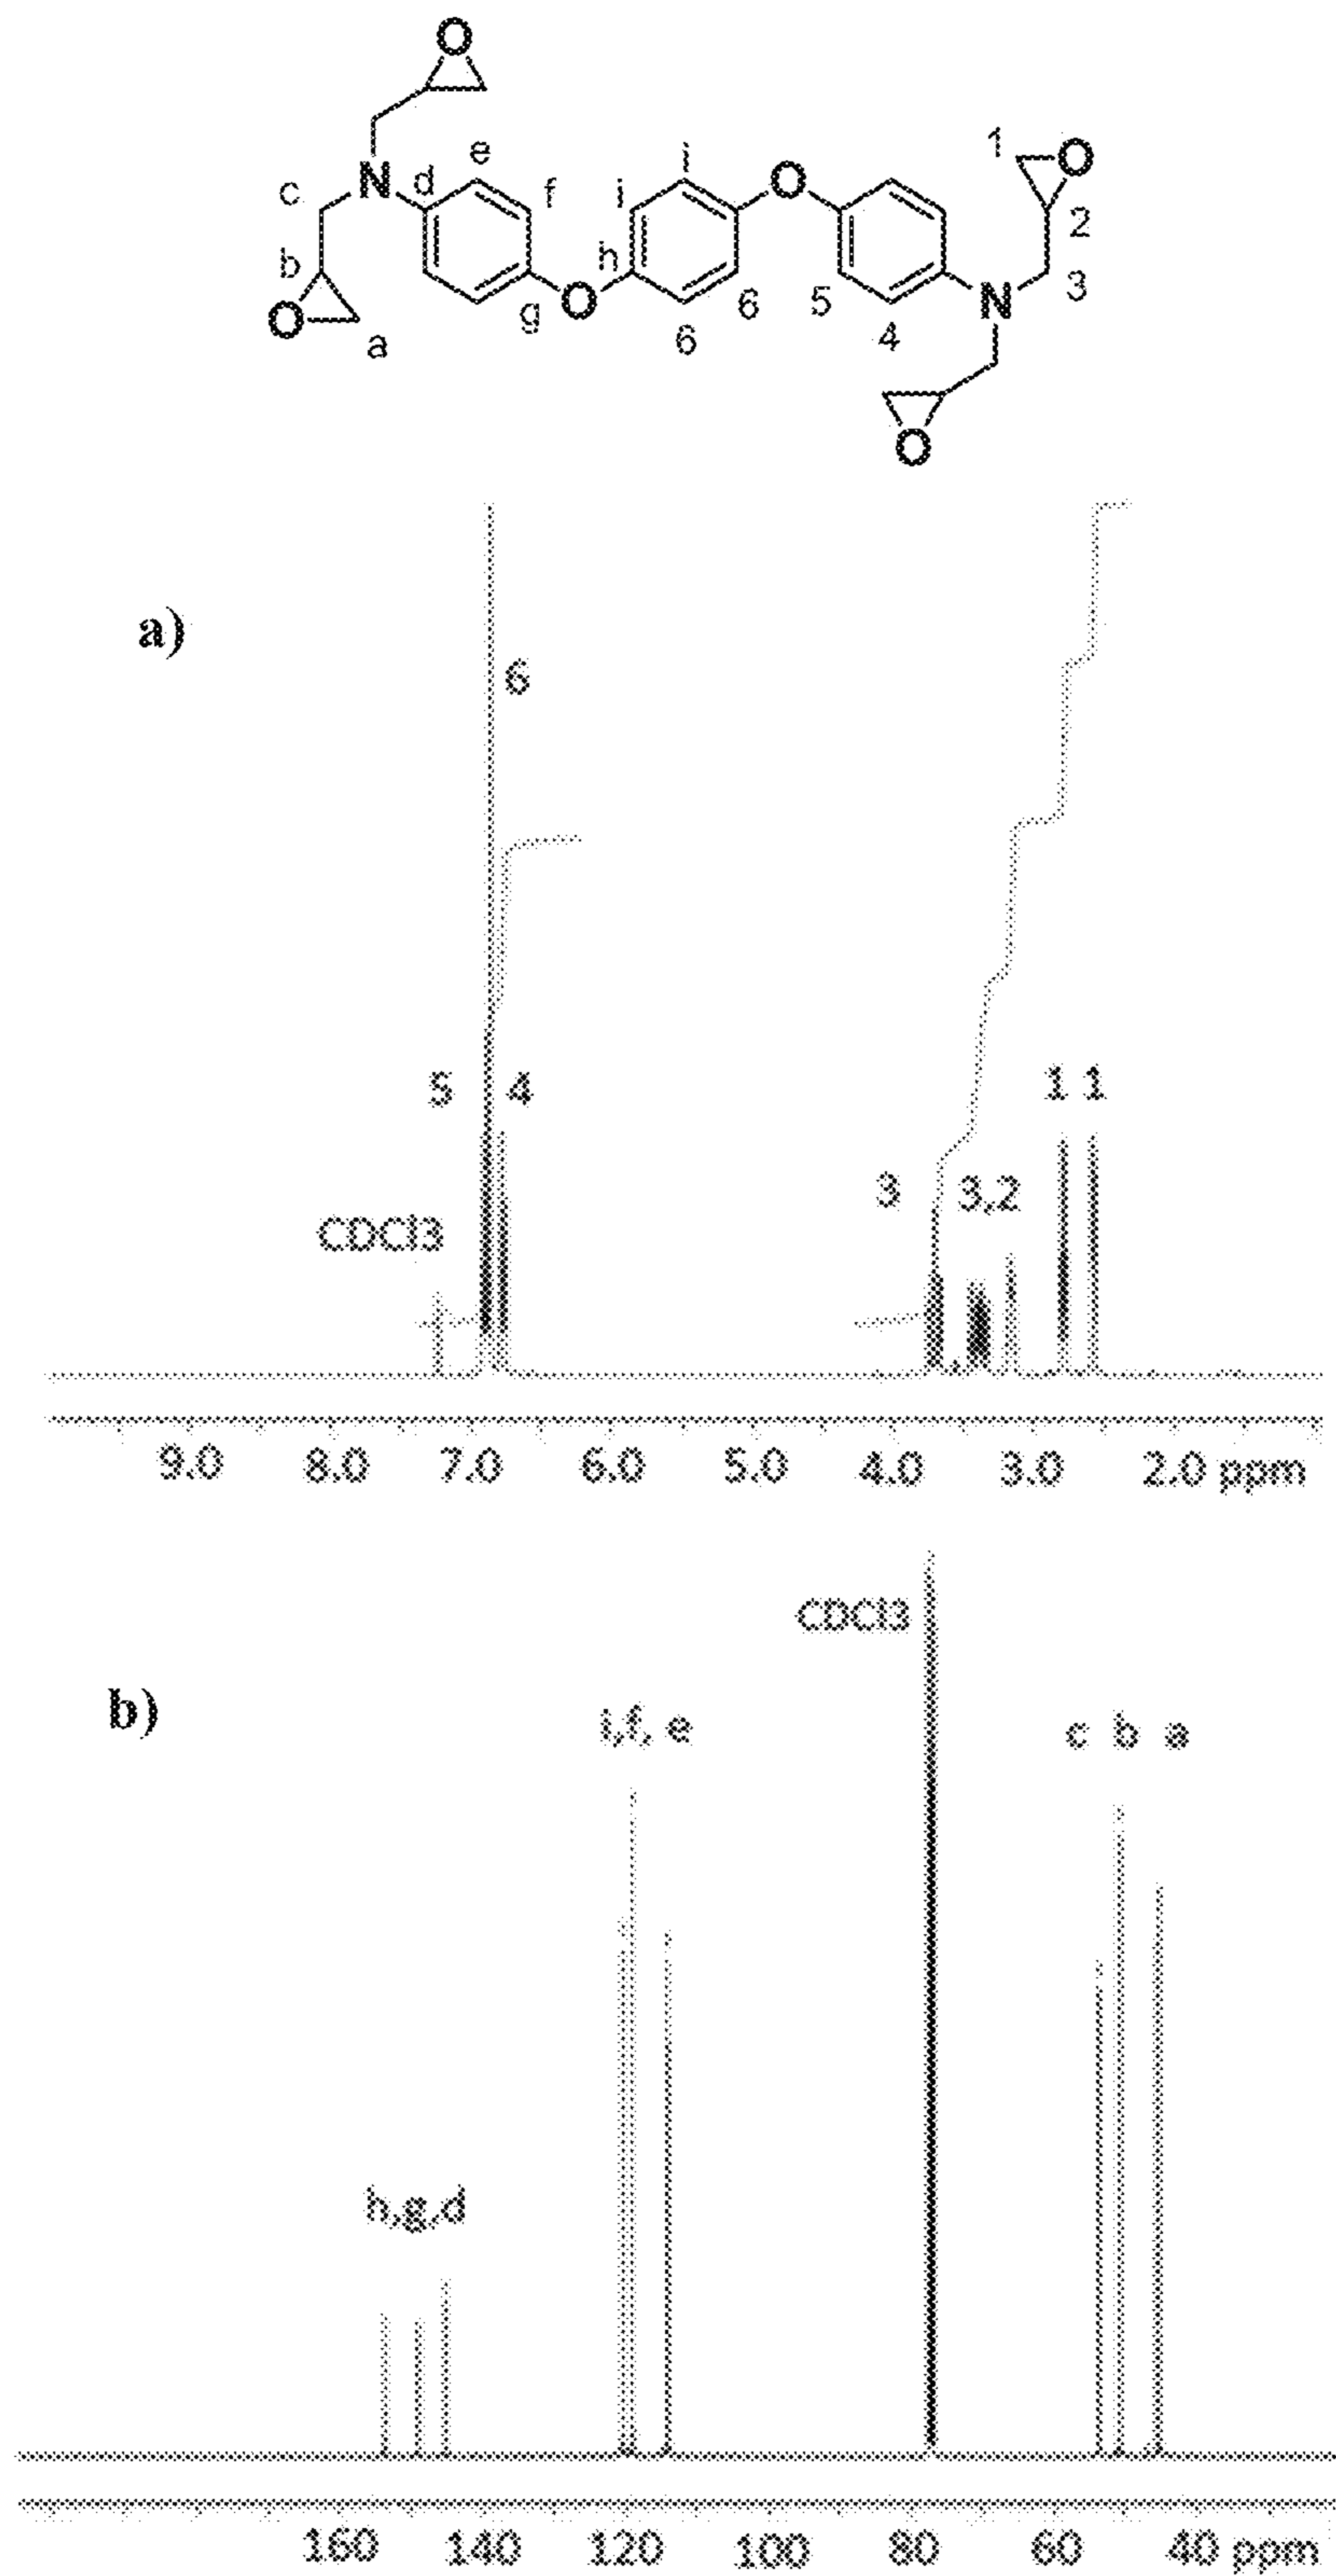 O
1 O
N d e f i i O
c 2
b h 3
O a g O 6 6 5 4 N
O
a)
6
5 4 1 1
3 3,2
CDCl3
9.0 8.0 7.0 6.0 5.0 4.0 3.0 2.0 ppm
CDCl3
b) i,f, e c b a
h,g,d
160 140 120 100 80 60 40 ppm